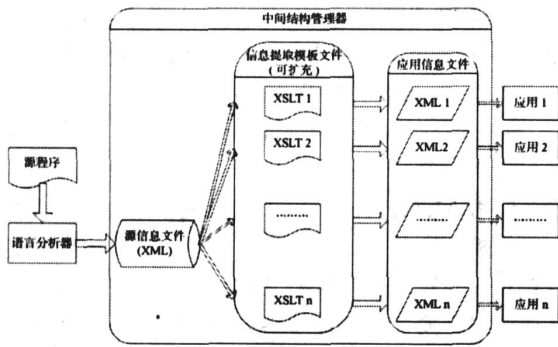 中间结构管理器
信息提取模板文件
(可扩充)
应用信息文件
XSLT 1
XML 1
应用 1
XSLT 2
XML2
应用 2
源程序
语言分析器
源信息文件
(XML)
………
………
………
XSLT n
XML n
应用 n